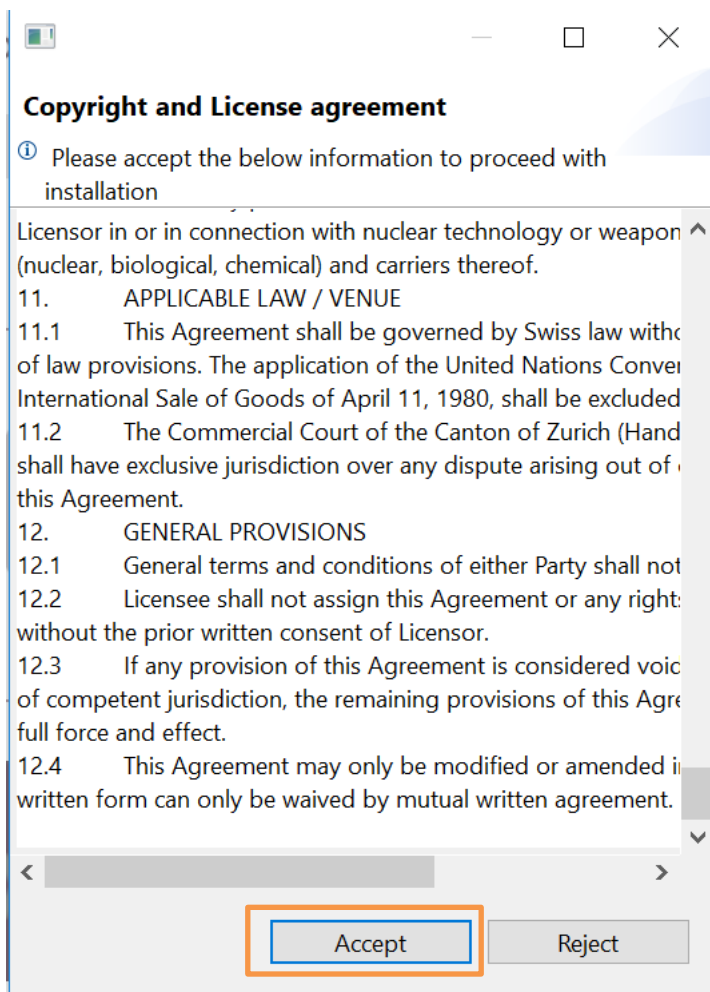 Copyright and License agreement
Please accept the below information to proceed with
installation
Licensor in or in connection with nuclear technology or weapon
(nuclear, biological, chemical) and carriers thereof.
11. APPLICABLE LAW / VENUE
11.1 This Agreement shall be governed by Swiss law
of law provisions. The application of the United Nations
International Sale of Goods of April 11, 1980, shall be excluded
11.2 The Commercial Court of the Canton of Zurich (Hand
shall have exclusive jurisdiction over any dispute arising out of
this Agreement.
12. GENERAL PROVISIONS
12.1 General terms and conditions of either Party shall not
12.2 Licensee shall not assign this Agreement or any
without the prior written consent of Licensor.
12.3 If any provision of this Agreement is considered
of competent jurisdiction, the remaining provisions of this
full force and effect.
12.4 This Agreement may only be modified or amended
written form can only be waived by mutual written agreement.
Accept Reject